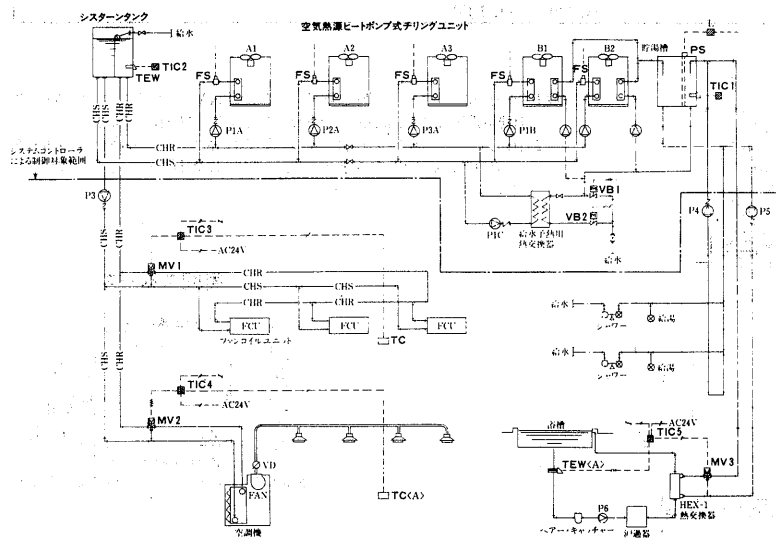 シスターンタンク
給水
TIC2
TEW
空気熱源ヒートポンプ式チリングユニット
A1
A2
A3
B1
B2
FS
FS
FS
FS
FS
貯湯槽
PS
L
TIC1
P1A
P2A
P3A
P1B
CHS
CHS
CHR
CHR
CHR
CHS
システムコントローラ
による制御対象範囲
P3
P1C
給水予熱用
熱交換器
VB1
VB2
給水
P4
P5
TIC3
AC24V
MV1
CHS
CHR
CHR
CHS
CHS
CHR
CHR
FCU
FCU
FCU
ファンコイルユニット
TC
給水
シャワー
給湯
給水
シャワー
給湯
CHS
CHR
TIC4
AC24V
MV2
VD
FAN
空調機
TC<A>
浴槽
AC24V
TIC5
TEW<A>
MV3
HEX-1
熱交換器
P6
ヘアー・キャッチャー
沪過器